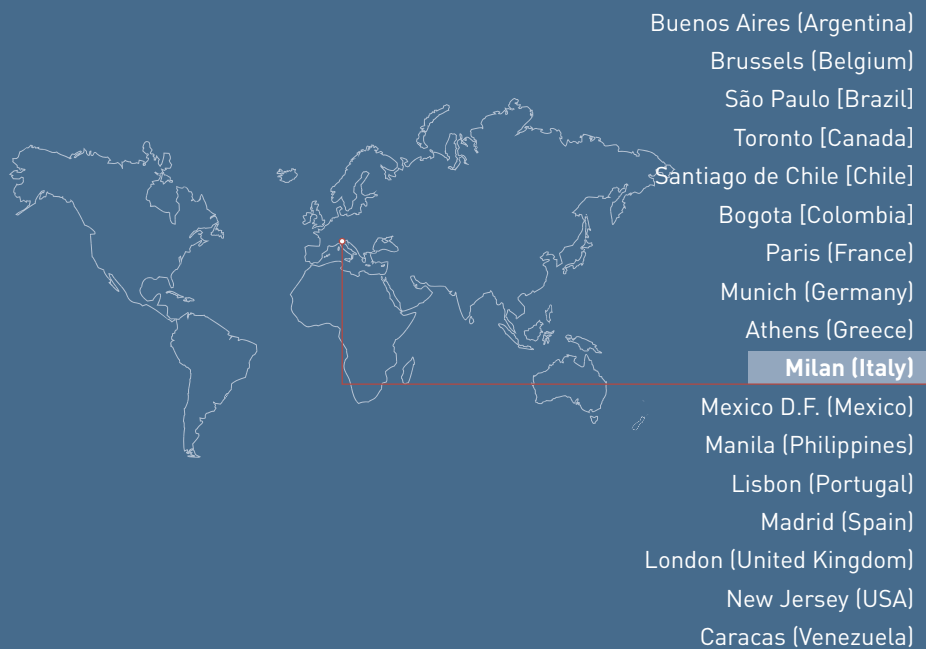 Buenos Aires (Argentina)
Brussels (Belgium)
São Paulo [Brazil]
Toronto [Canada]
Santiago de Chile [Chile]
Bogota [Colombia]
Paris (France)
Munich (Germany)
Athens (Greece)
Milan (Italy)
Mexico D.F. (Mexico)
Manila (Philippines)
Lisbon (Portugal)
Madrid (Spain)
London (United Kingdom)
New Jersey (USA)
Caracas (Venezuela)